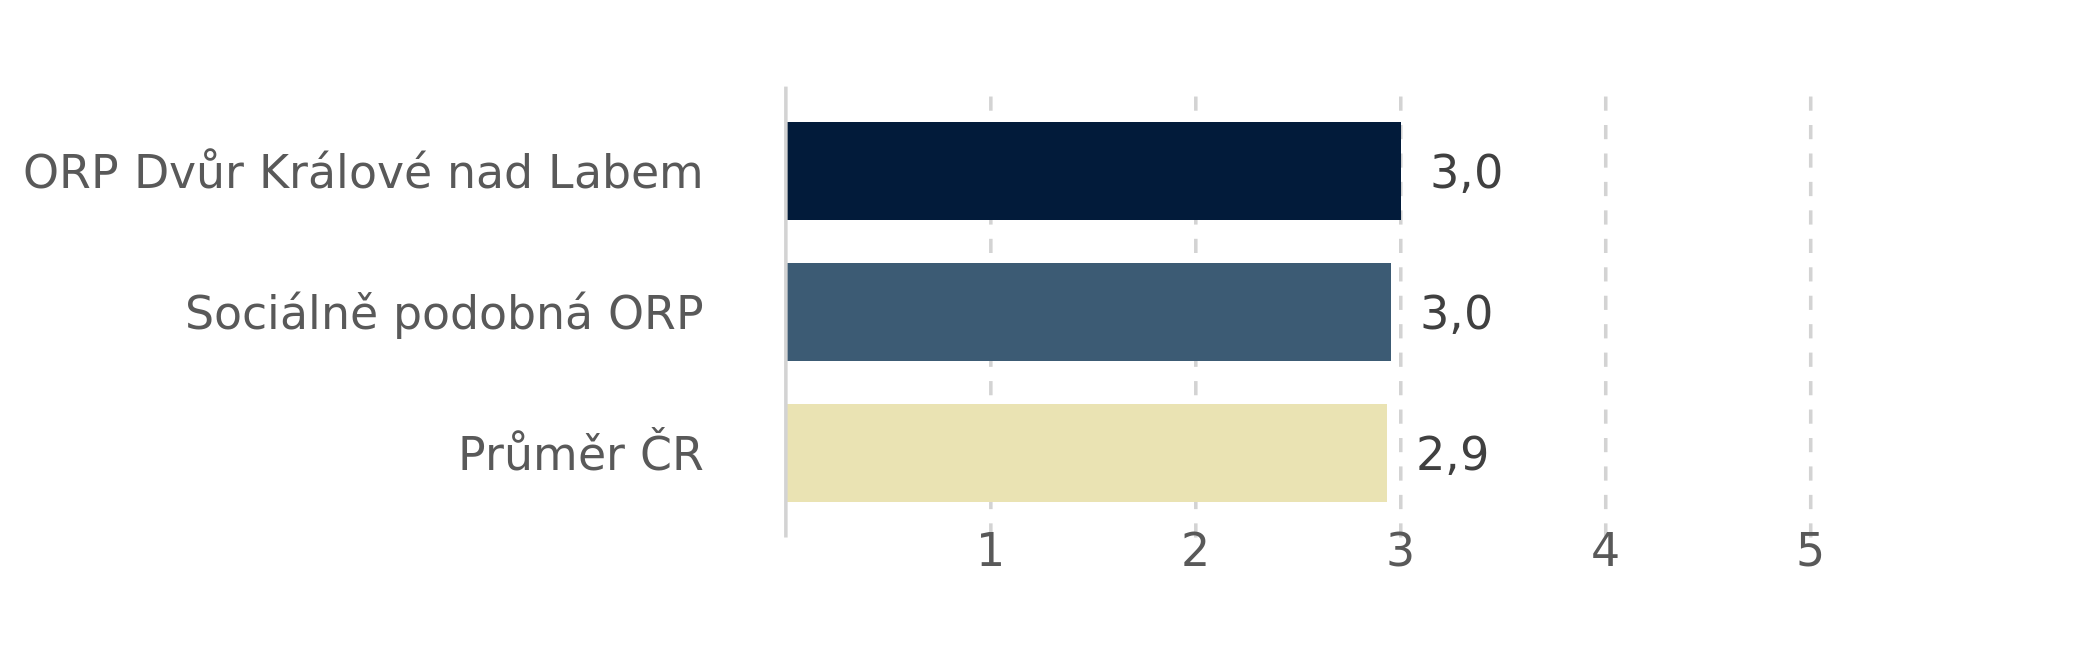 ORP Dvůr Králové nad Labem 3,0
Sociálně podobná ORP 3,0
Průměr ČR 2,9
1 2 3 4 5